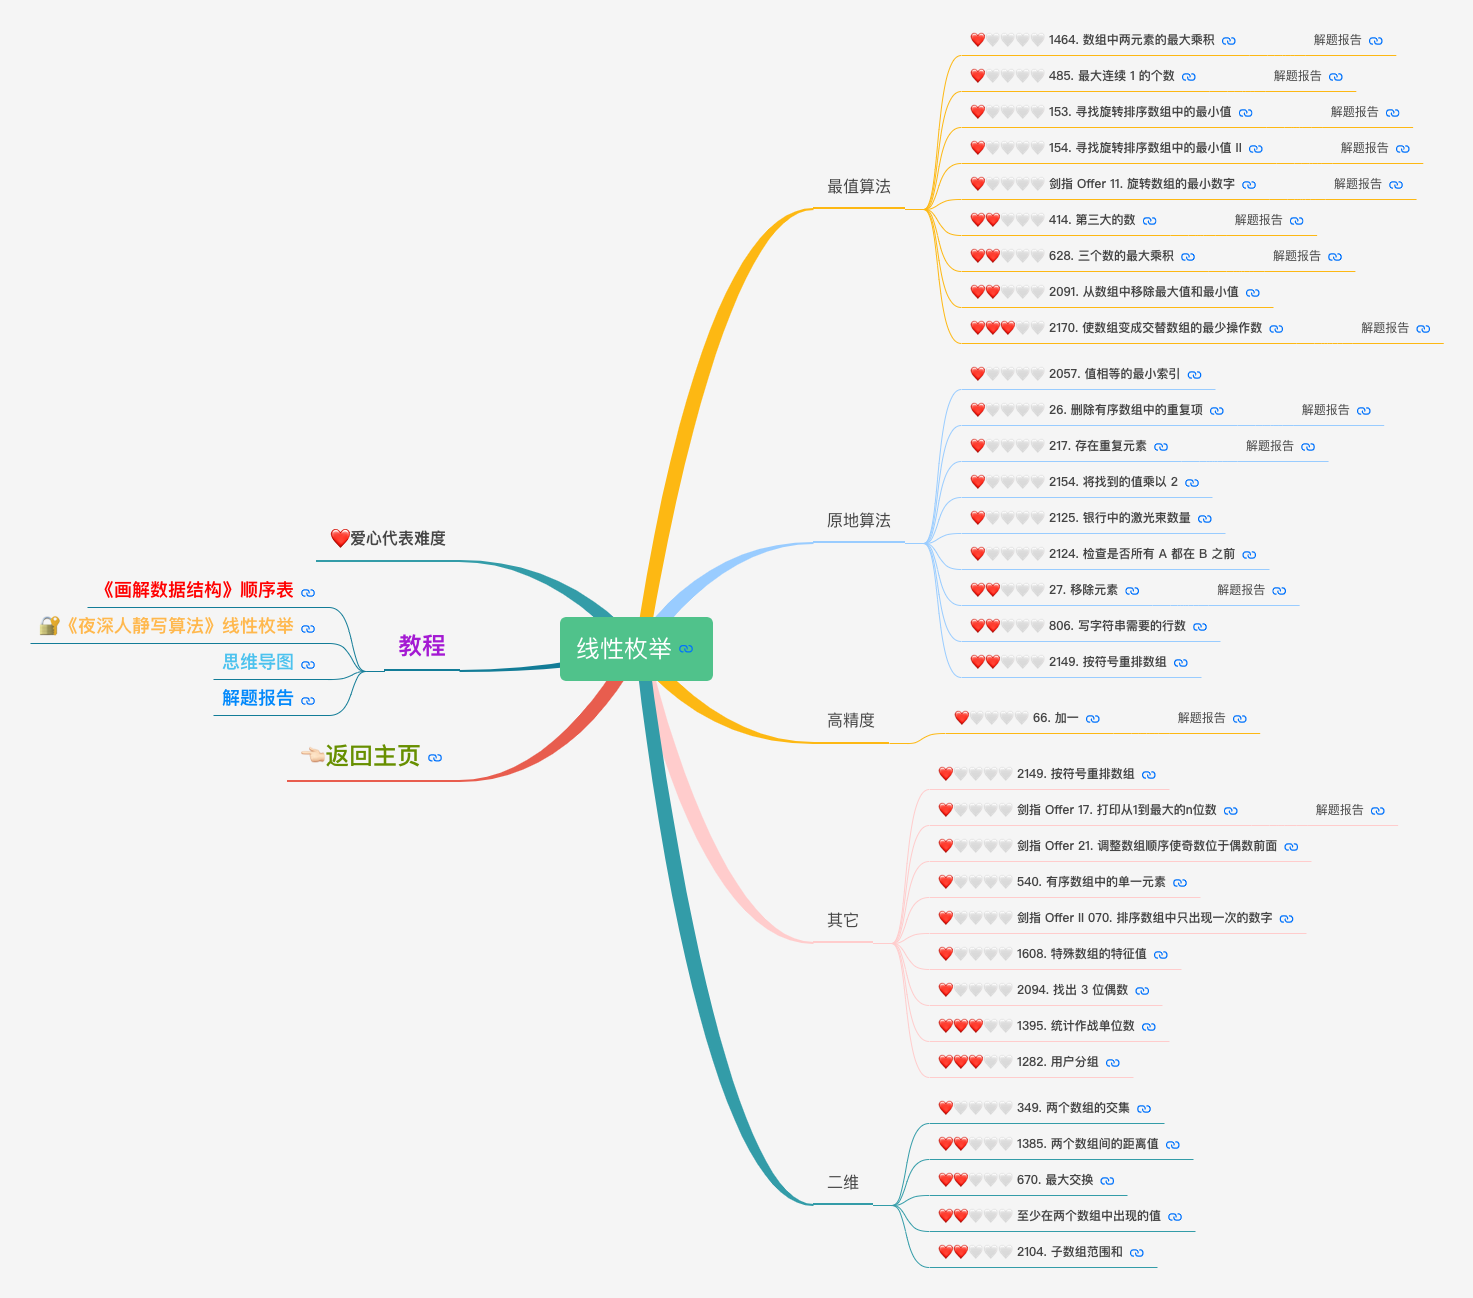 ❤️🤍🤍🤍🤍 1464. 数组中两元素的最大乘积 解题报告
❤️🤍🤍🤍🤍 485. 最大连续 1 的个数 解题报告
❤️🤍🤍🤍🤍 153. 寻找旋转排序数组中的最小值 解题报告
❤️🤍🤍🤍🤍 154. 寻找旋转排序数组中的最小值 II 解题报告
最值算法
❤️🤍🤍🤍🤍 剑指 Offer 11. 旋转数组的最小数字 解题报告
❤️❤️🤍🤍🤍 414. 第三大的数 解题报告
❤️❤️🤍🤍🤍 628. 三个数的最大乘积 解题报告
❤️❤️🤍🤍🤍 2091. 从数组中移除最大值和最小值
❤️❤️❤️🤍🤍 2170. 使数组变成交替数组的最少操作数 解题报告
❤️🤍🤍🤍🤍 2057. 值相等的最小索引
❤️🤍🤍🤍🤍 26. 删除有序数组中的重复项 解题报告
❤️🤍🤍🤍🤍 217. 存在重复元素 解题报告
❤️🤍🤍🤍🤍 2154. 将找到的值乘以 2
原地算法
❤️🤍🤍🤍🤍 2125. 银行中的激光束数量
❤️🤍🤍🤍🤍 2124. 检查是否所有 A 都在 B 之前
❤️❤️🤍🤍🤍 27. 移除元素 解题报告
❤️❤️🤍🤍🤍 806. 写字符串需要的行数
❤️❤️🤍🤍🤍 2149. 按符号重排数组
❤️爱心代表难度
《画解数据结构》顺序表
🔐《夜深人静写算法》线性枚举
教程
思维导图
解题报告
👈🏻返回主页
线性枚举
高精度
❤️🤍🤍🤍🤍 66. 加一 解题报告
❤️🤍🤍🤍🤍 2149. 按符号重排数组
❤️🤍🤍🤍🤍 剑指 Offer 17. 打印从1到最大的n位数 解题报告
❤️🤍🤍🤍🤍 剑指 Offer 21. 调整数组顺序使奇数位于偶数前面
❤️🤍🤍🤍🤍 540. 有序数组中的单一元素
其它
❤️🤍🤍🤍🤍 剑指 Offer II 070. 排序数组中只出现一次的数字
❤️🤍🤍🤍🤍 1608. 特殊数组的特征值
❤️🤍🤍🤍🤍 2094. 找出 3 位偶数
❤️❤️❤️🤍🤍 1395. 统计作战单位数
❤️❤️❤️🤍🤍 1282. 用户分组
❤️🤍🤍🤍🤍 349. 两个数组的交集
❤️❤️🤍🤍🤍 1385. 两个数组间的距离值
二维
❤️❤️🤍🤍🤍 670. 最大交换
❤️❤️🤍🤍🤍 至少在两个数组中出现的值
❤️❤️🤍🤍🤍 2104. 子数组范围和